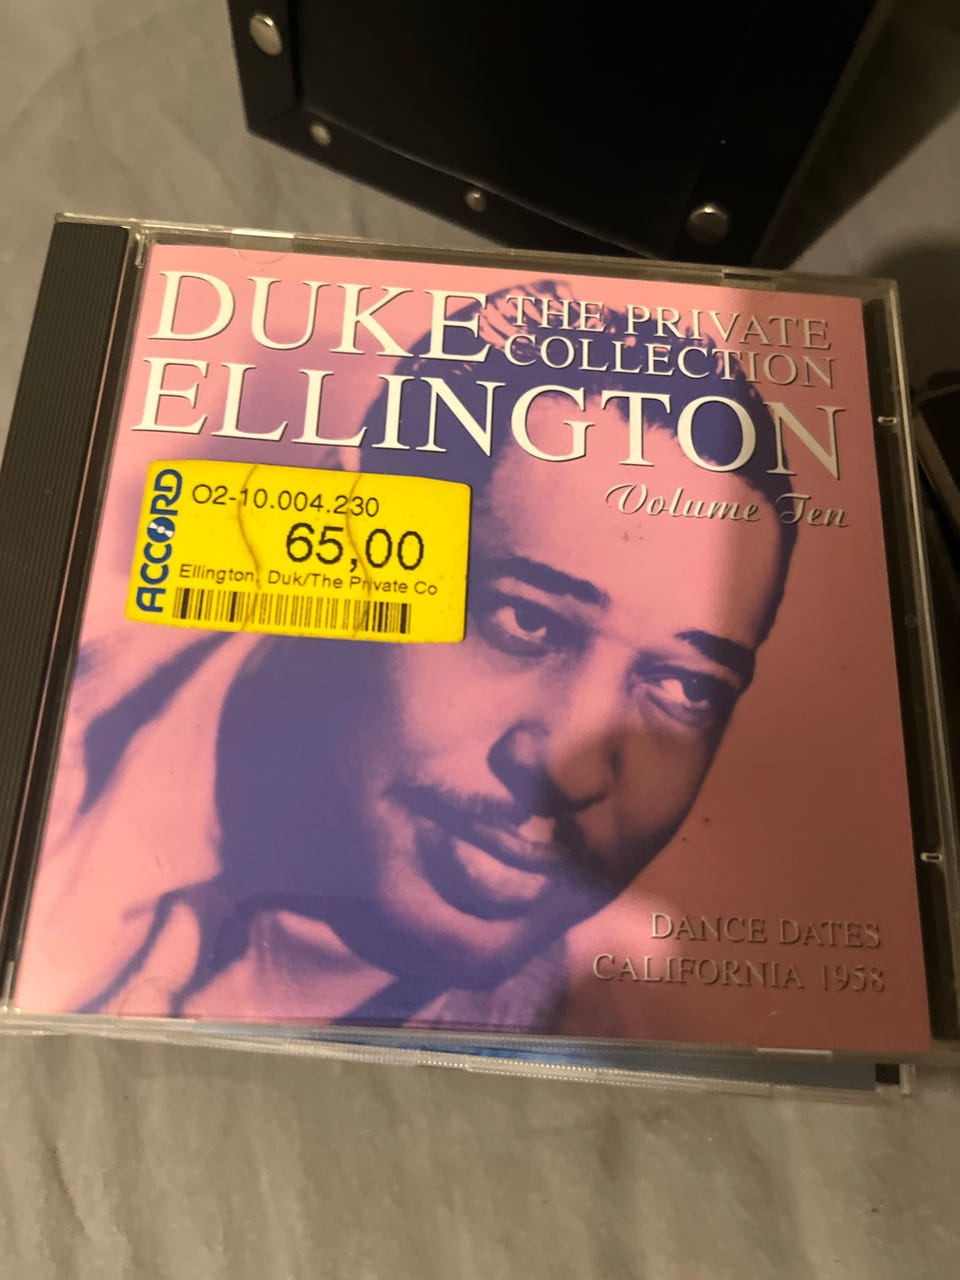 DUKE
THE PRIVATE
COLLECTION
ELLINGTON
Volume Ten
ACCORD
02-10.004.230
65,00
Ellington, Duk/The Private Co
DANCE DATES
CALIFORNIA 1958